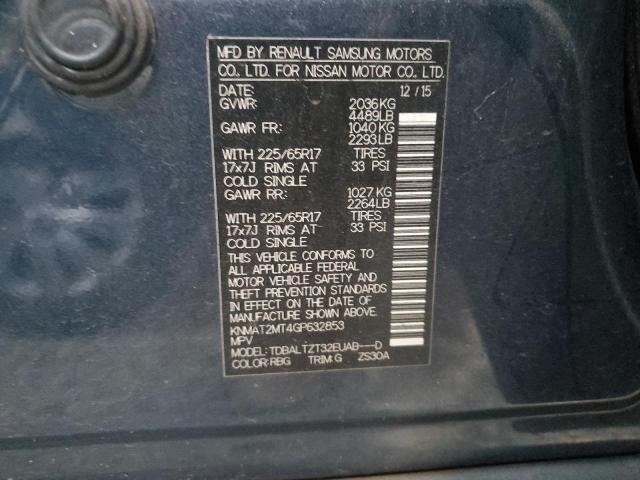 MFD BY RENAULT SAMSUNG MOTORS
CO., LTD. FOR NISSAN MOTOR CO., LTD.
DATE: 12/15
GVWR: 2036KG
4489LB
GAWR FR: 1040KG
2293LB
WITH 225/65R17 TIRES
17x7J RIMS AT 33 PSI
COLD SINGLE
GAWR RR: 1027KG
2264LB
WITH 225/65R17 TIRES
17x7J RIMS AT 33 PSI
COLD SINGLE
THIS VEHICLE CONFORMS TO
ALL APPLICABLE FEDERAL
MOTOR VEHICLE SAFETY AND
THEFT PREVENTION STANDARDS
IN EFFECT ON THE DATE OF
MANUFACTURE SHOWN ABOVE.
KNMAT2MT4GP632853
MPV
MODEL: TDBALTZT32EUAB---D
COLOR:RBG TRIM:G ZS30A